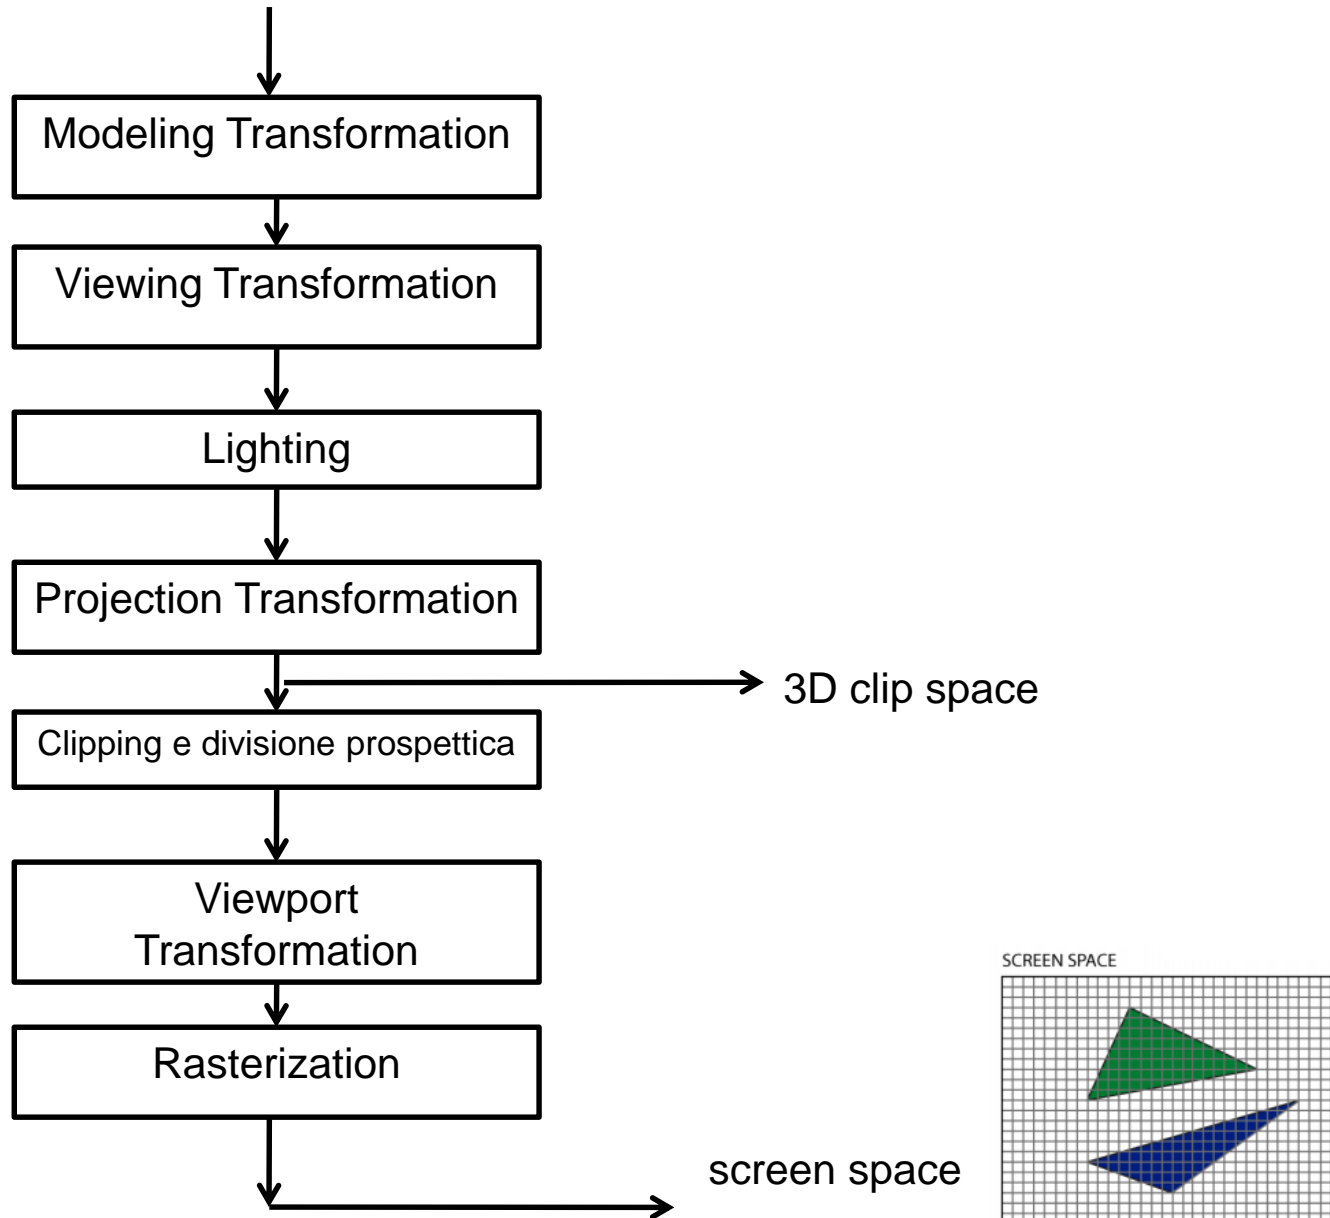 Modeling Transformation
Viewing Transformation
Lighting
Projection Transformation
3D clip space
Clipping e divisione prospettica
Viewport
Transformation
SCREEN SPACE
Rasterization
screen space